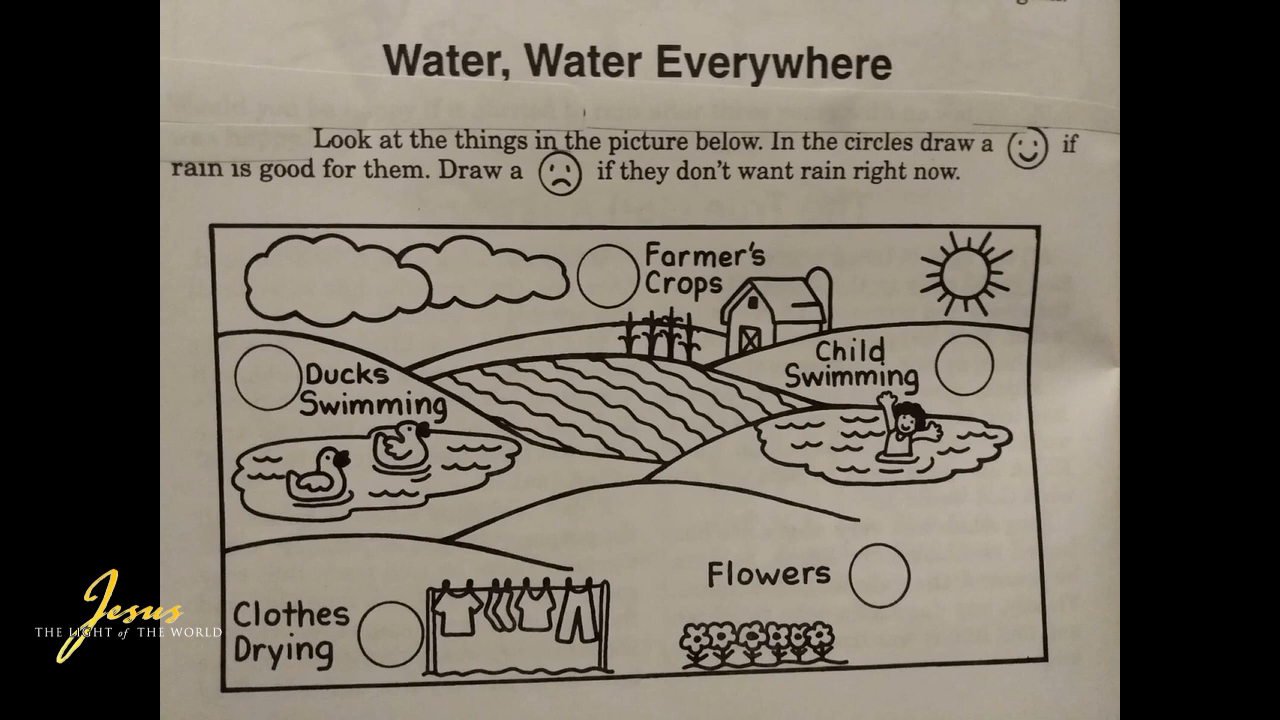 Water, Water Everywhere
Look at the things in the picture below. In the circles draw a if
rain is good for them. Draw a if they don't want rain right now.
Farmer's
Crops
Child
Swimming
Ducks
Swimming
Flowers
Clothes
Drying
Jesus
THE LIGHT of THE WORLD